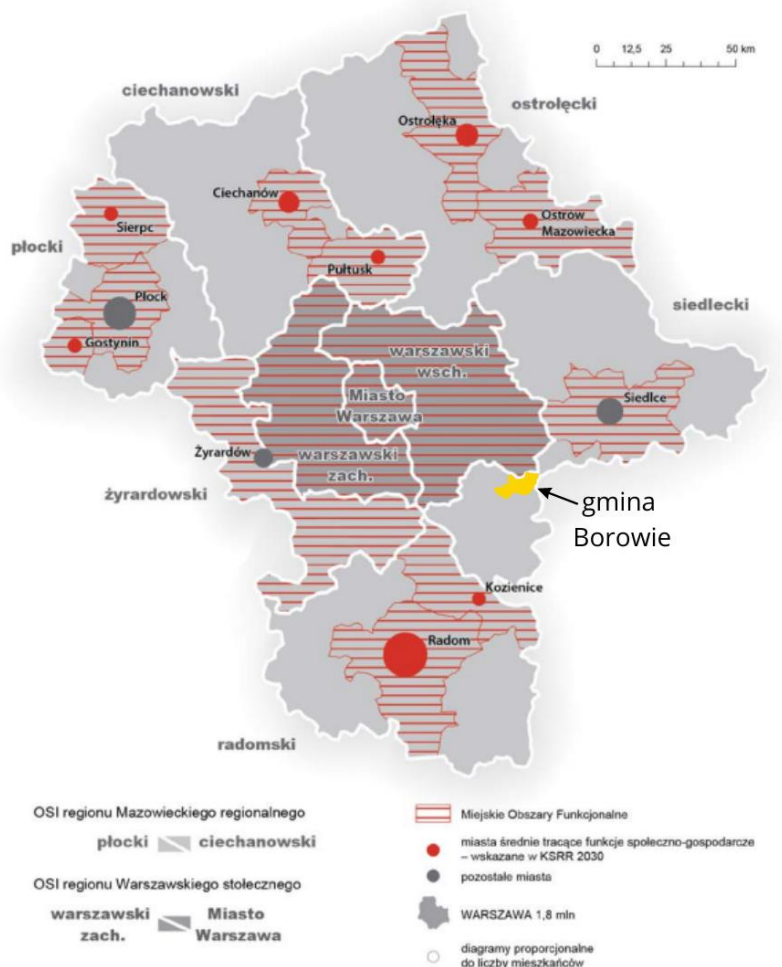 0 12,5 25 50 km
ciechanowski
ostrołęcki
Ostrołęka
Ciechanów
Sierpc
Ostrów
Mazowiecka
płocki
Pułtusk
Płock
siedlecki
Gostynin
warszawski
wsch.
Miasto
Warszawa
Siedlce
Żyrardów
warszawski
zach.
żyrardowski
gmina
Borowie
Kozienice
Radom
radomski
OSI regionu Mazowieckiego regionalnego
płocki ciechanowski
OSI regionu Warszawskiego stołecznego
warszawski Miasto
zach. Warszawa
Miejskie Obszary Funkcjonalne
miasta średnie tracące funkcje społeczno-gospodarcze
– wskazane w KSRR 2030
pozostałe miasta
WARSZAWA 1,8 mln
diagramy proporcjonalne
do liczby mieszkańców